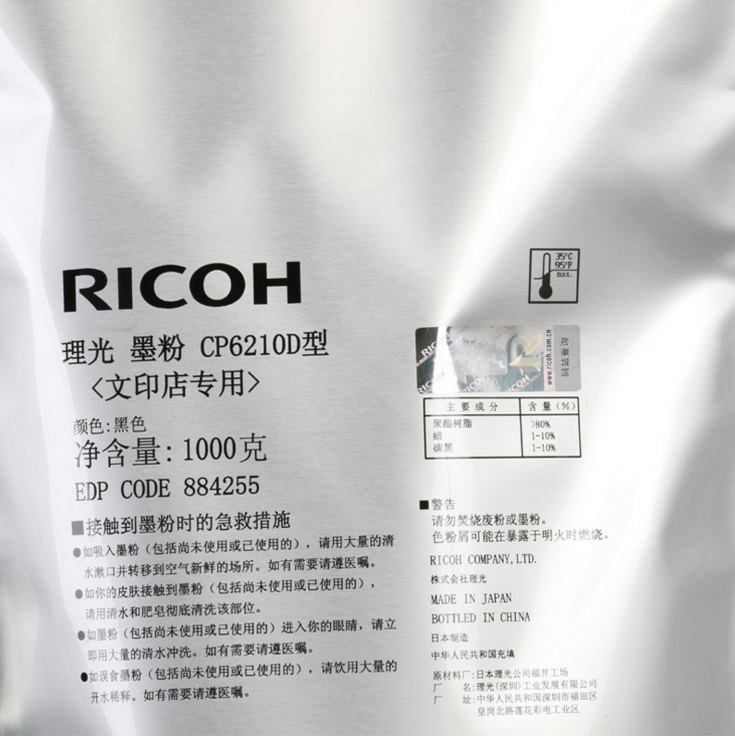 RICOH
理光 墨粉 CP6210D型
<文印店专用>
颜色:黑色
净含量:1000克
EDP CODE 884255
■接触到墨粉时的急救措施
●如吸入墨粉(包括尚未使用或已使用的),请用大量的清
水漱口并转移到空气新鲜的场所。如有需要请遵医嘱。
●如你的皮肤接触到墨粉(包括尚未使用或已使用的),
请用清水和肥皂彻底清洗该部位。
●如墨粉(包括尚未使用或已使用的)进入你的眼睛,请立
即用大量的清水冲洗。如有需要请遵医嘱。
●如误食墨粉(包括尚未使用或已使用的),请饮用大量的
开水稀释。如有需要请遵医嘱。
35°C
95°F
max.
RICOH
RICOH
RICOH
R
www.ricoh.com.cn
主要成分 含量(%)
聚酯树脂 >80%
蜡 1-10%
碳黑 1-10%
■警告
请勿焚烧废粉或墨粉。
色粉屑可能在暴露于明火时燃烧。
RICOH COMPANY,LTD.
株式会社理光
MADE IN JAPAN
BOTTLED IN CHINA
日本制造
中华人民共和国充填
原材料厂:日本理光公司福井工场
厂 名:理光(深圳)工业发展有限公司
厂 址:中华人民共和国深圳市福田区
皇岗北路莲花彩电工业区